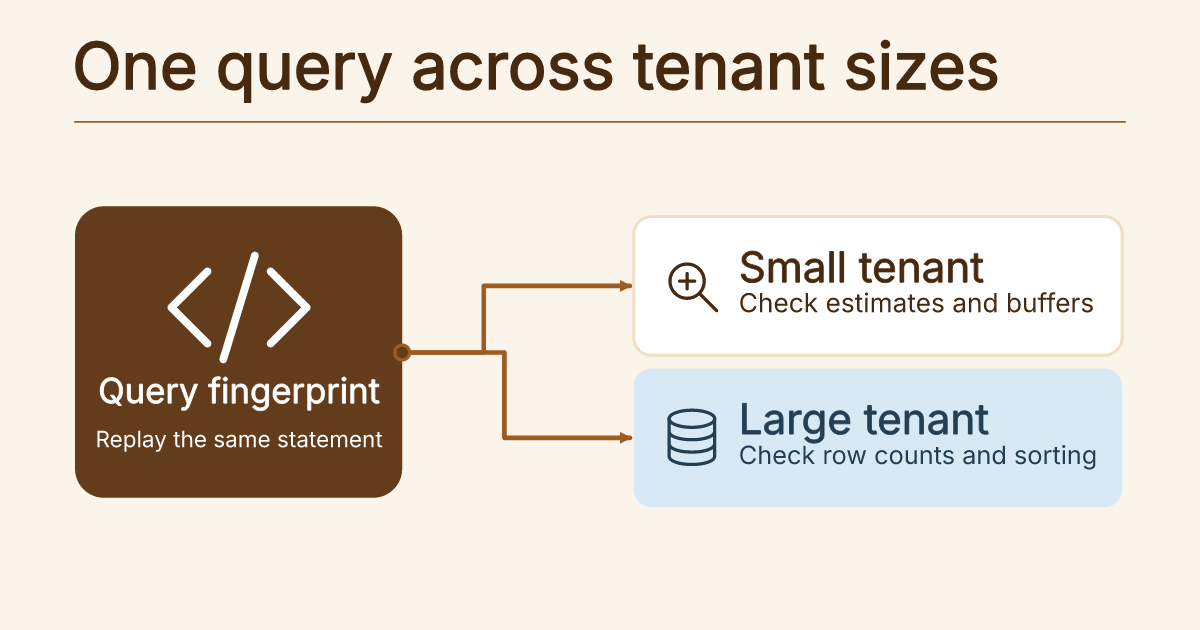 One query across tenant sizes
Query fingerprint
Replay the same statement
Small tenant
Check estimates and buffers
Large tenant
Check row counts and sorting